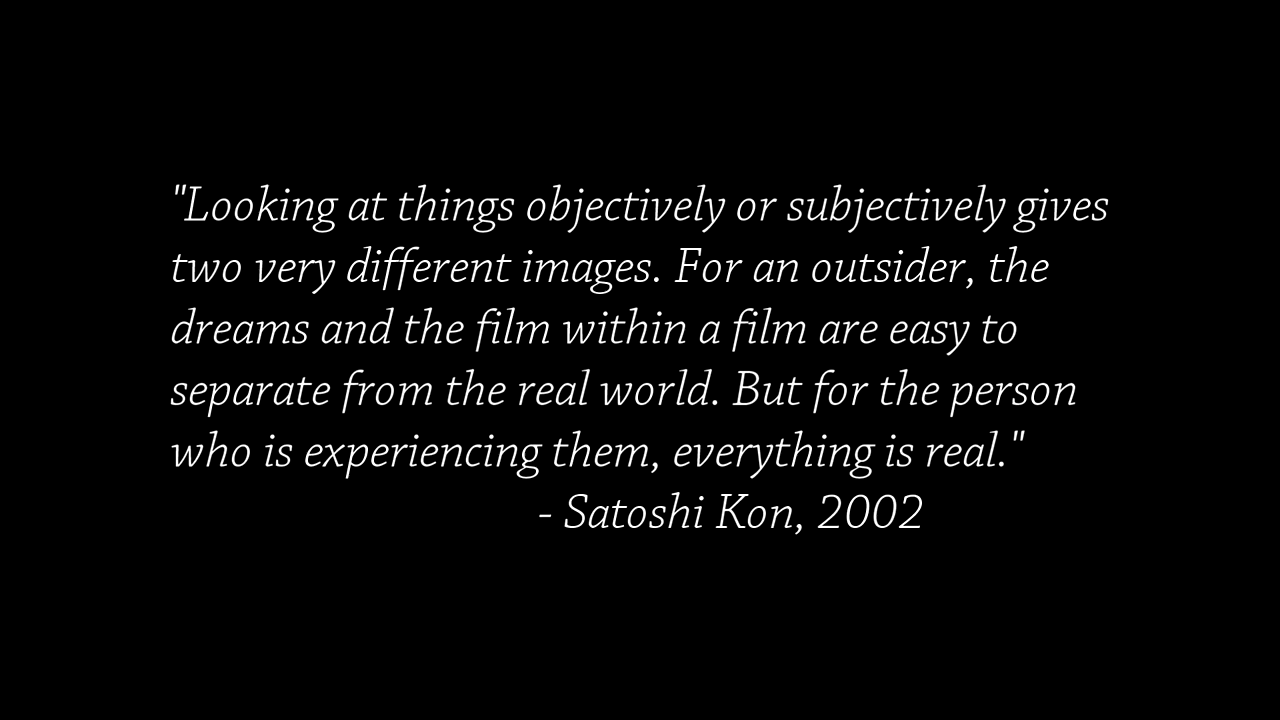 "Looking at things objectively or subjectively gives
two very different images. For an outsider, the
dreams and the film within a film are easy to
separate from the real world. But for the person
who is experiencing them, everything is real."
- Satoshi Kon, 2002